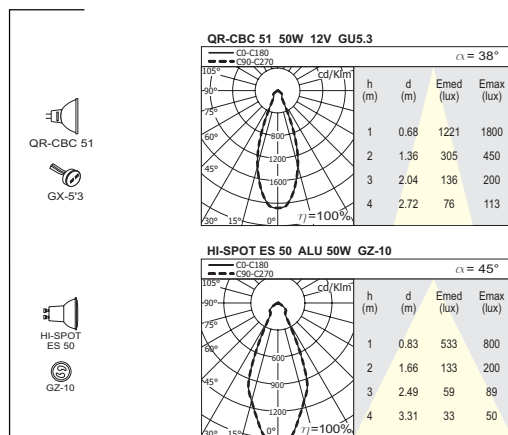 QR-CBC 51 50W 12V GU5.3
C0-C180
C90-C270
α = 38°
105°
cd/Klm
90°
75°
60°
45°
30° 15° 0°
800
1200
1600
η=100%
h d Emed Emax
(m) (m) (lux) (lux)
1 0.68 1221 1800
2 1.36 305 450
3 2.04 136 200
4 2.72 76 113
QR-CBC 51
GX-5'3
HI-SPOT ES 50 ALU 50W GZ-10
C0-C180
C90-C270
α = 45°
105°
cd/Klm
90°
75°
60°
45°
30° 15° 0°
600
900
1200
η=100%
h d Emed Emax
(m) (m) (lux) (lux)
1 0.83 533 800
2 1.66 133 200
3 2.49 59 89
4 3.31 33 50
HI-SPOT
ES 50
GZ-10